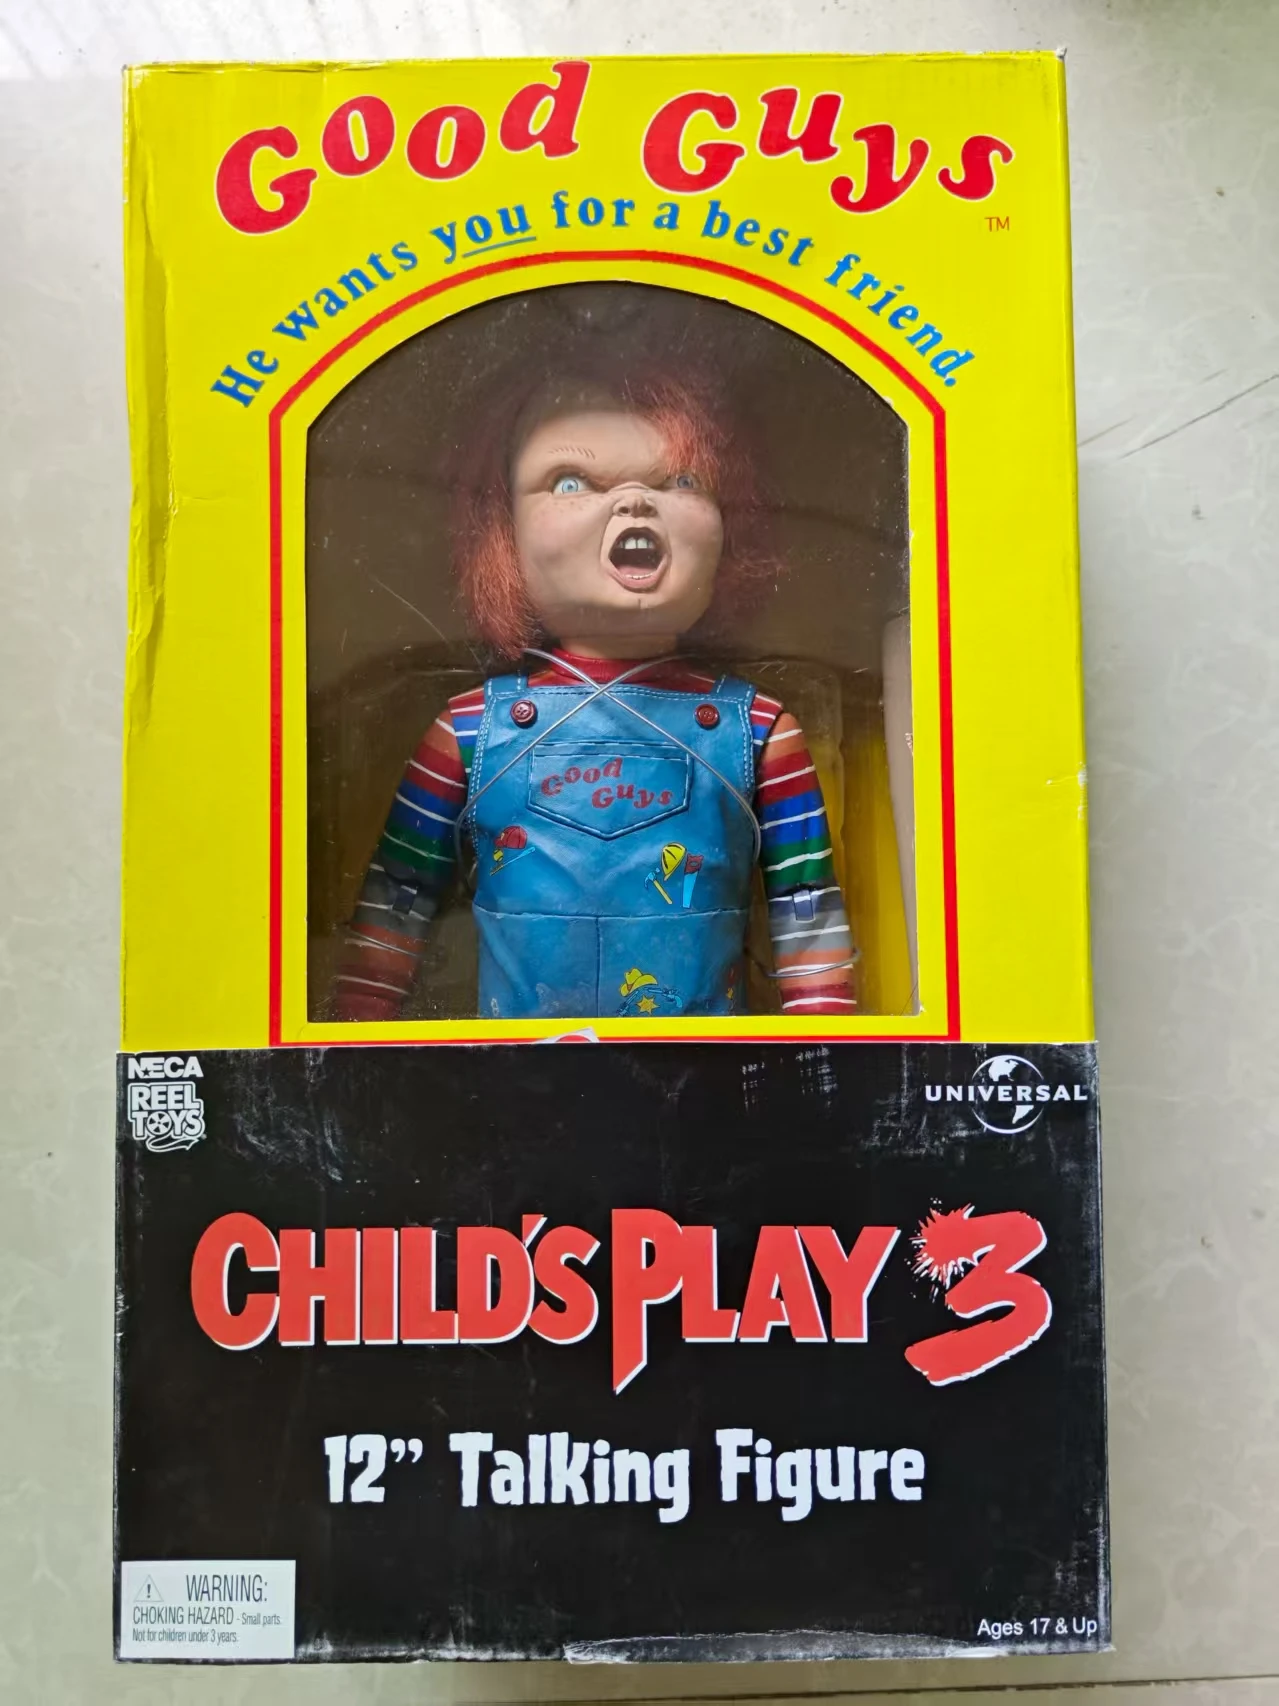 Good Guys
TM
He wants you for a best friend.
Good
Guys
NECA
REEL
TOYS
UNIVERSAL
CHILD'S PLAY 3
12” Talking Figure
WARNING:
CHOKING HAZARD - Small parts.
Not for children under 3 years.
Ages 17 & Up